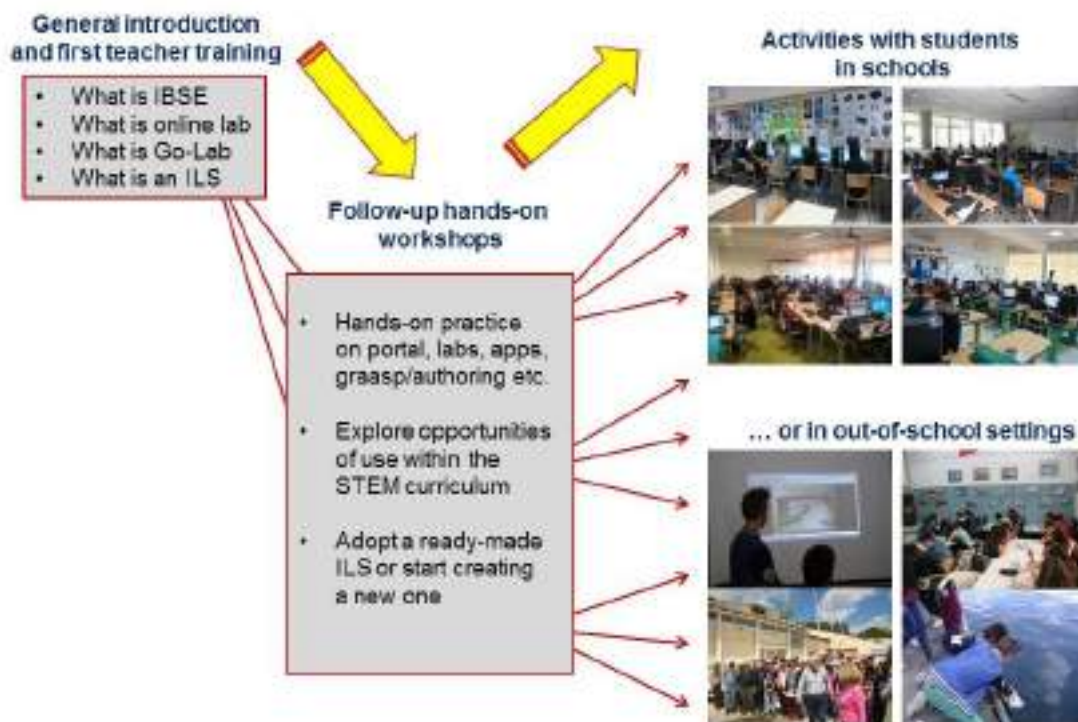 General introduction
and first teacher training
• What is IBSE
• What is online lab
• What is Go-Lab
• What is an ILS
Follow-up hands-on
workshops
• Hands-on practice
on portal, labs, apps,
graasp/authoring etc.
• Explore opportunities
of use within the
STEM curriculum
• Adopt a ready-made
ILS or start creating
a new one
Activities with students
in schools
... or in out-of-school settings